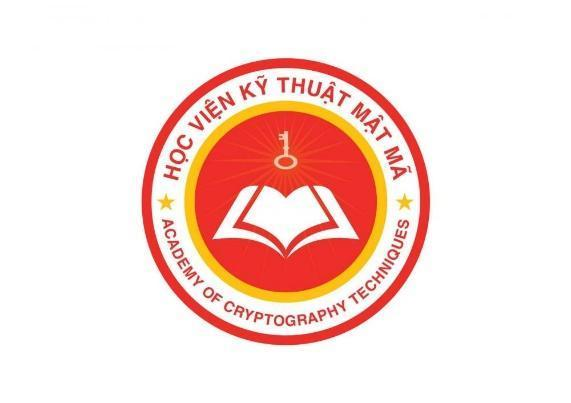 HỌC VIỆN KỸ THUẬT MẬT MÃ
ACADEMY OF CRYPTOGRAPHY TECHNIQUES